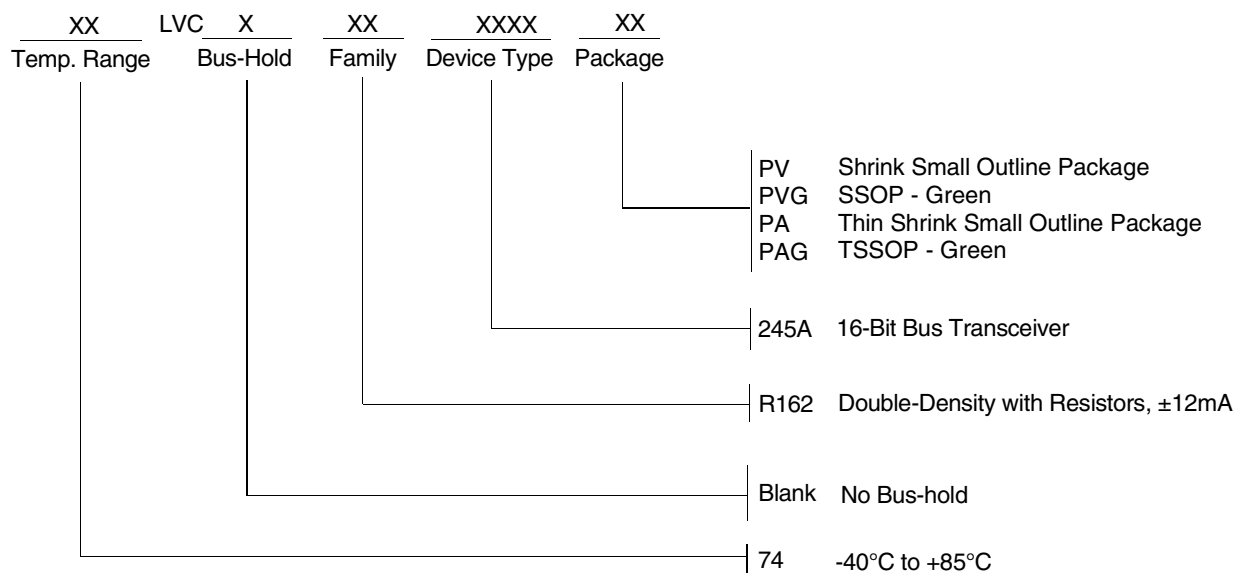 XX LVC X XX XXXX XX
Temp. Range Bus-Hold Family Device Type Package
PV Shrink Small Outline Package
PVG SSOP - Green
PA Thin Shrink Small Outline Package
PAG TSSOP - Green
245A 16-Bit Bus Transceiver
R162 Double-Density with Resistors, ±12mA
Blank No Bus-hold
74 -40°C to +85°C